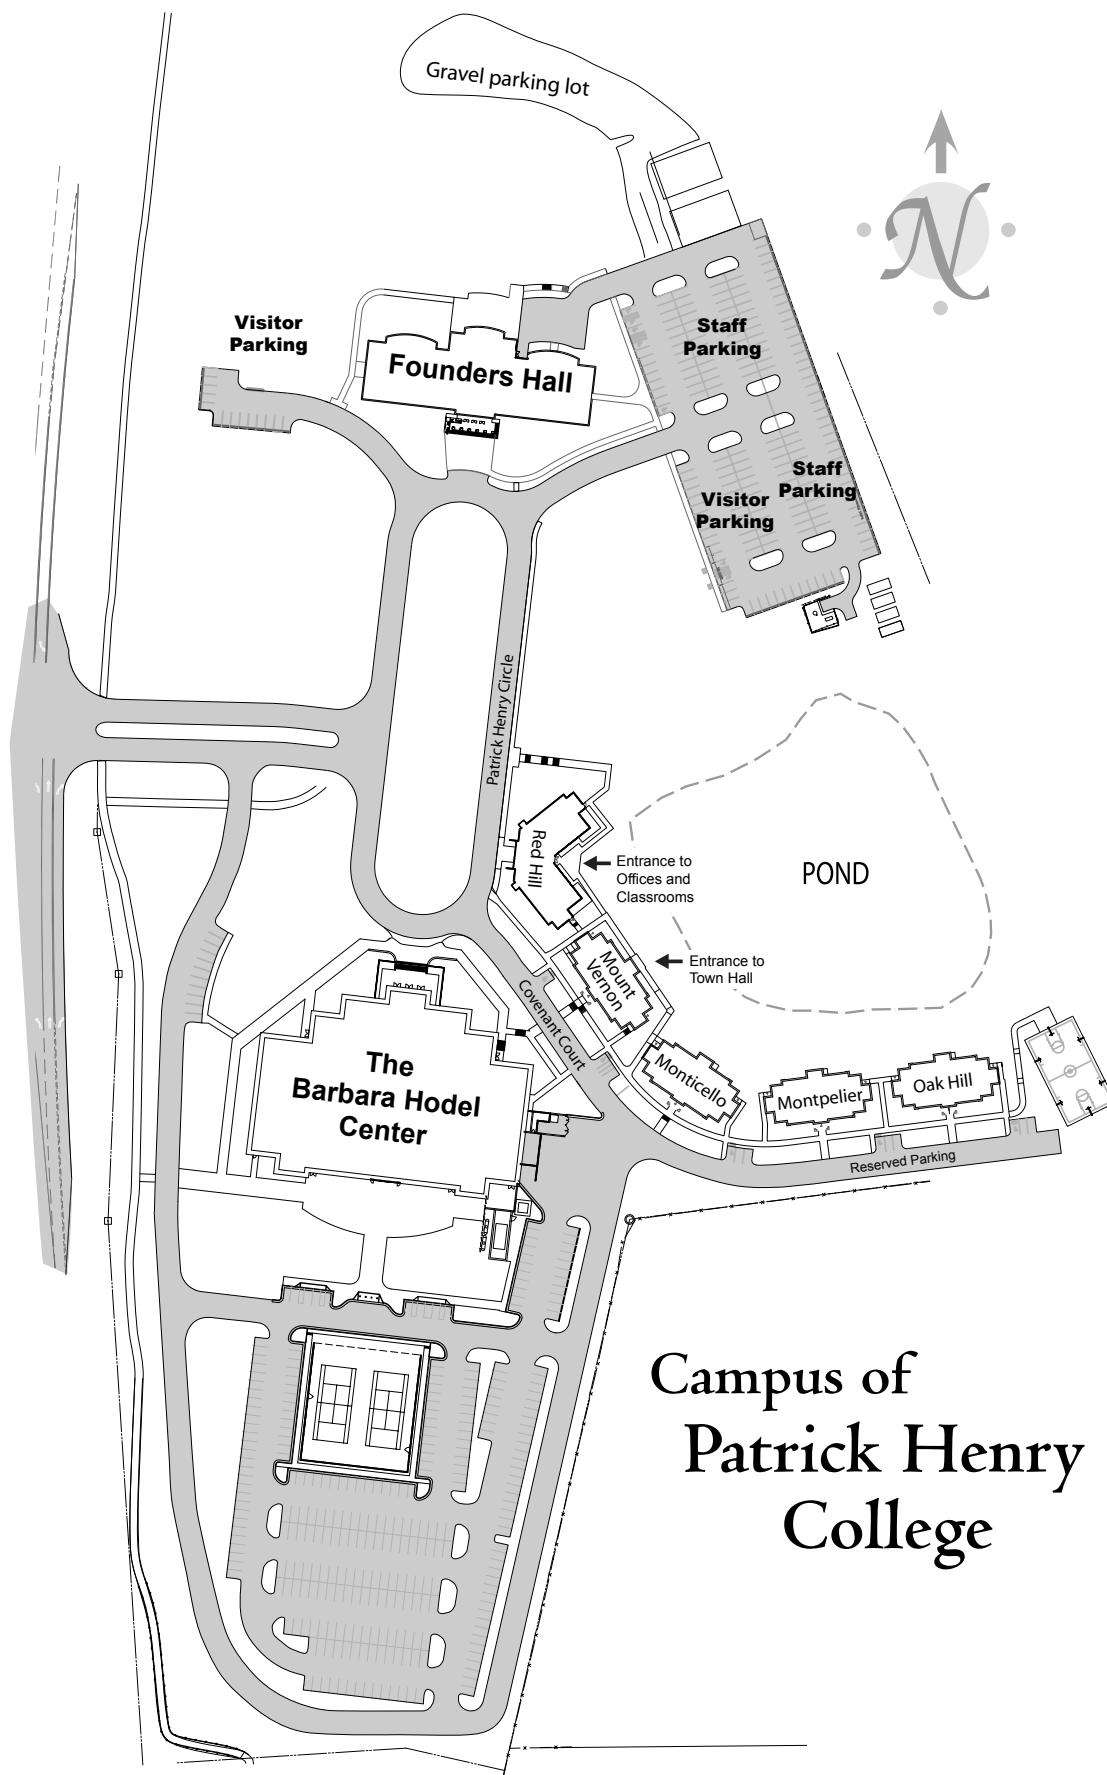 Gravel parking lot
N
Visitor
Parking
Staff
Parking
Founders Hall
Staff
Parking
Visitor
Parking
Patrick Henry Circle
Red Hill
Entrance to
Offices and
Classrooms
POND
Mount
Vernon
Entrance to
Town Hall
Covenant Court
The
Barbara Hodel
Center
Monticello
Montpelier
Oak Hill
Reserved Parking
Campus of
Patrick Henry
College